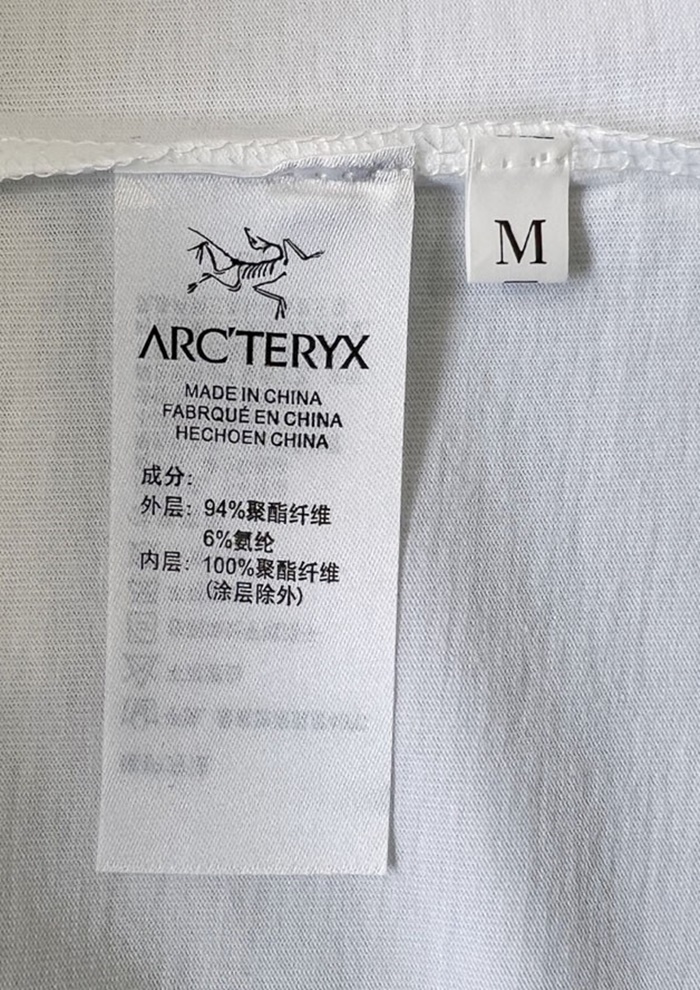 ARC'TERYX
MADE IN CHINA
FABRQUÉ EN CHINA
HECHOEN CHINA
成分:
外层: 94%聚酯纤维
6%氨纶
内层: 100%聚酯纤维
(涂层除外)
M